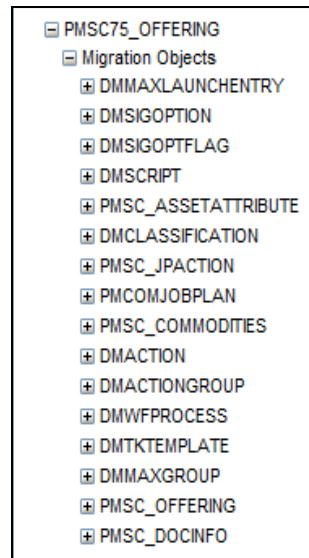 PMSC75_OFFERING
Migration Objects
DMMAXLAUNCHENTRY
DMSIGOPTION
DMSIGOPTFLAG
DMSCRIPT
PMSC_ASSETATTRIBUTE
DMCLASSIFICATION
PMSC_JPACTION
PMCOMJOBPLAN
PMSC_COMMODITIES
DMACTION
DMACTIONGROUP
DMWFPROCESS
DMTKTEMPLATE
DMMAXGROUP
PMSC_OFFERING
PMSC_DOCINFO